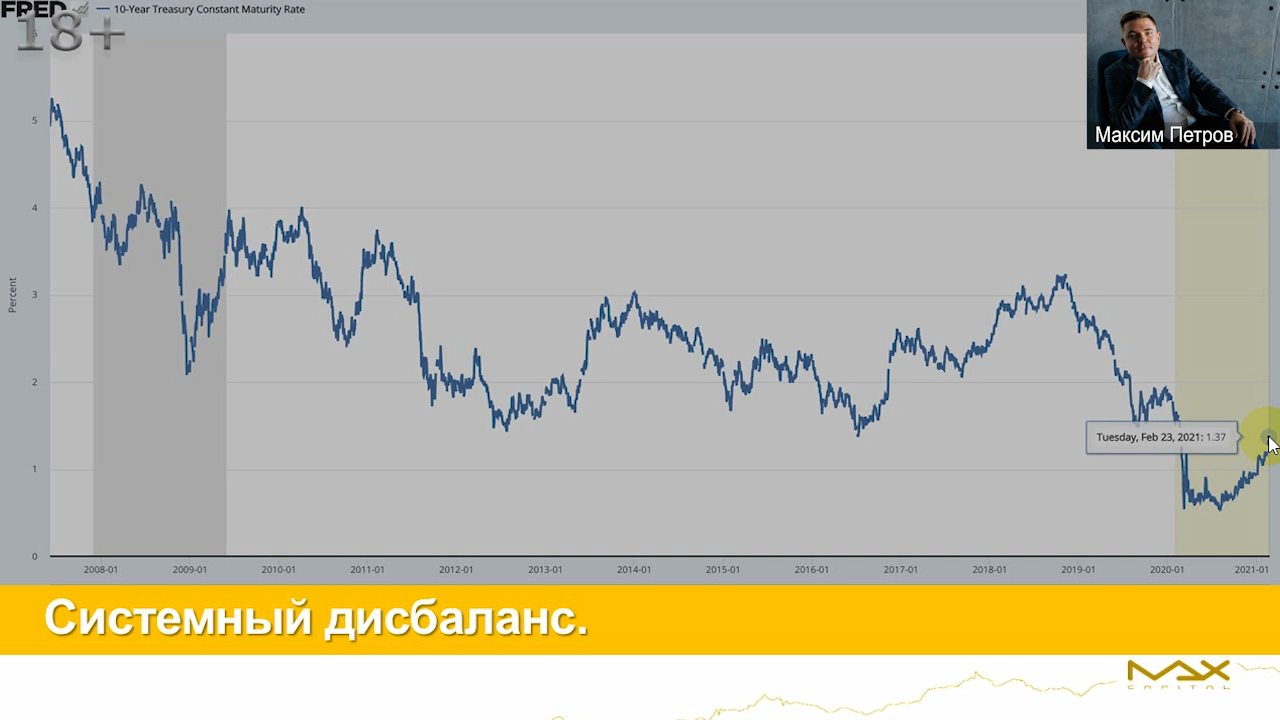 FRED
10-Year Treasury Constant Maturity Rate
18+
Максим Петров
5
4
3
2
1
0
Percent
Tuesday, Feb 23, 2021: 1.37
2008-01 2009-01 2010-01 2011-01 2012-01 2013-01 2014-01 2015-01 2016-01 2017-01 2018-01 2019-01 2020-01 2021-01
Системный дисбаланс.
MAX
CAPITAL